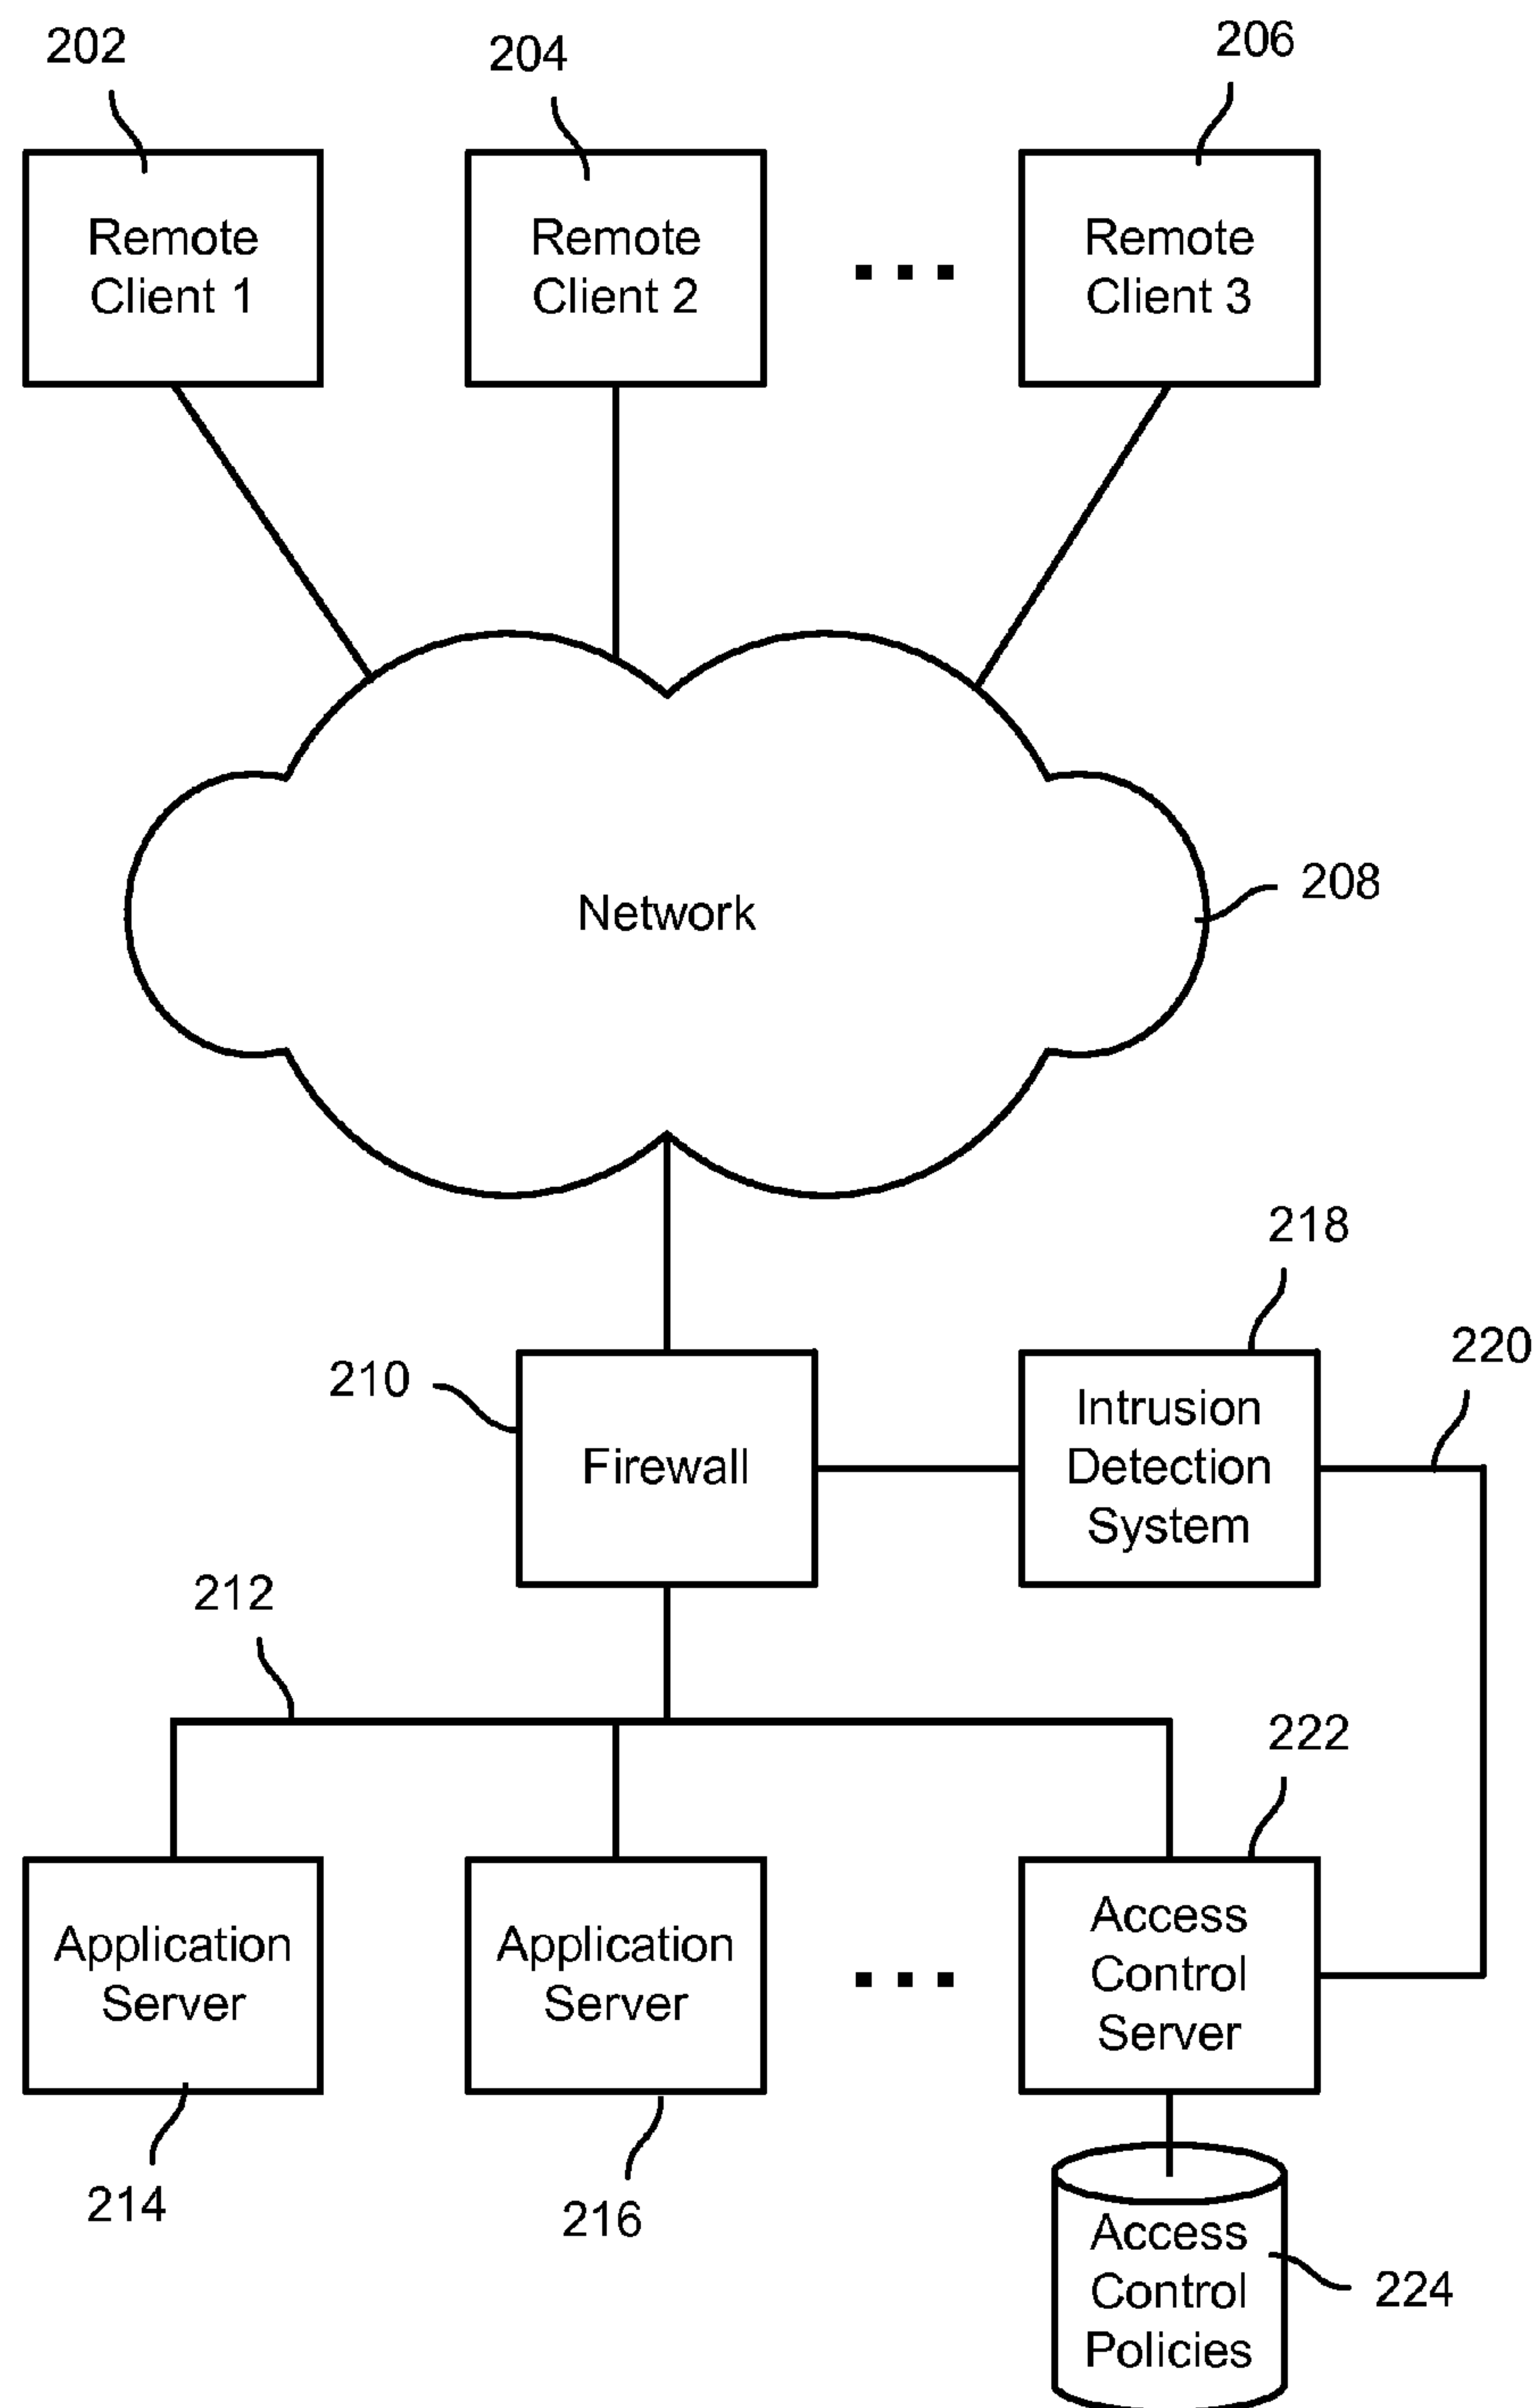 202
204
206
Remote
Client 1
Remote
Client 2
Remote
Client 3
Network
208
218
220
210
Firewall
Intrusion
Detection
System
212
222
Application
Server
Application
Server
Access
Control
Server
214
216
Access
Control
Policies
224